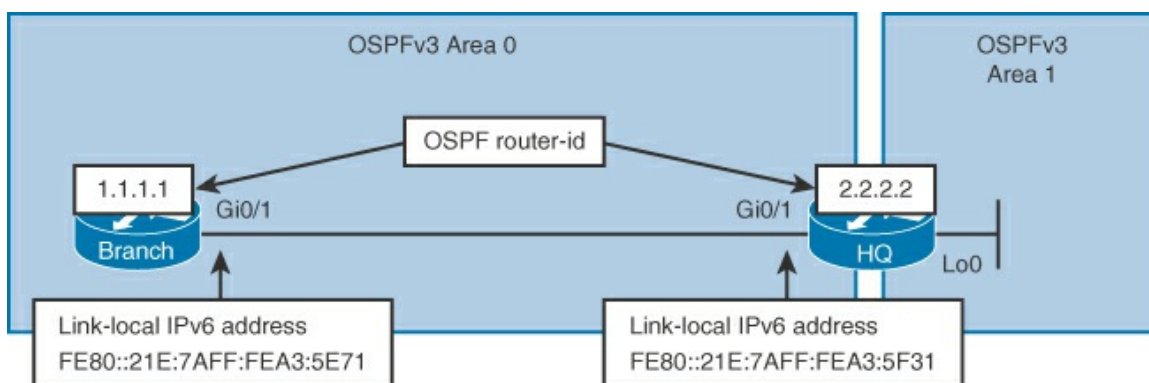 OSPFv3 Area 0
OSPFv3
Area 1
OSPF router-id
1.1.1.1
2.2.2.2
Gi0/1
Gi0/1
Branch
HQ
Lo0
Link-local IPv6 address
FE80::21E:7AFF:FEA3:5E71
Link-local IPv6 address
FE80::21E:7AFF:FEA3:5F31